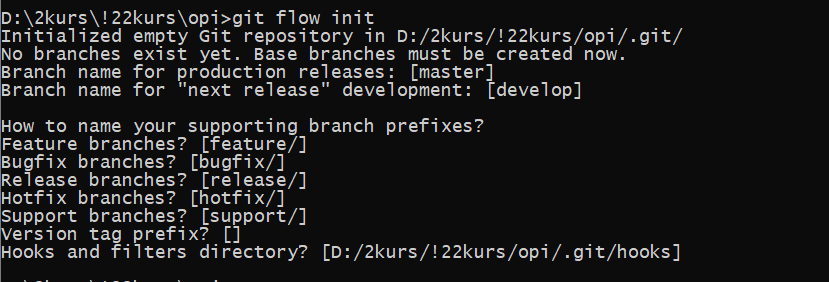 D:\2kurs\!22kurs\opi>git flow init
Initialized empty Git repository in D:/2kurs/!22kurs/opi/.git/
No branches exist yet. Base branches must be created now.
Branch name for production releases: [master]
Branch name for "next release" development: [develop]
How to name your supporting branch prefixes?
Feature branches? [feature/]
Bugfix branches? [bugfix/]
Release branches? [release/]
Hotfix branches? [hotfix/]
Support branches? [support/]
Version tag prefix? []
Hooks and filters directory? [D:/2kurs/!22kurs/opi/.git/hooks]